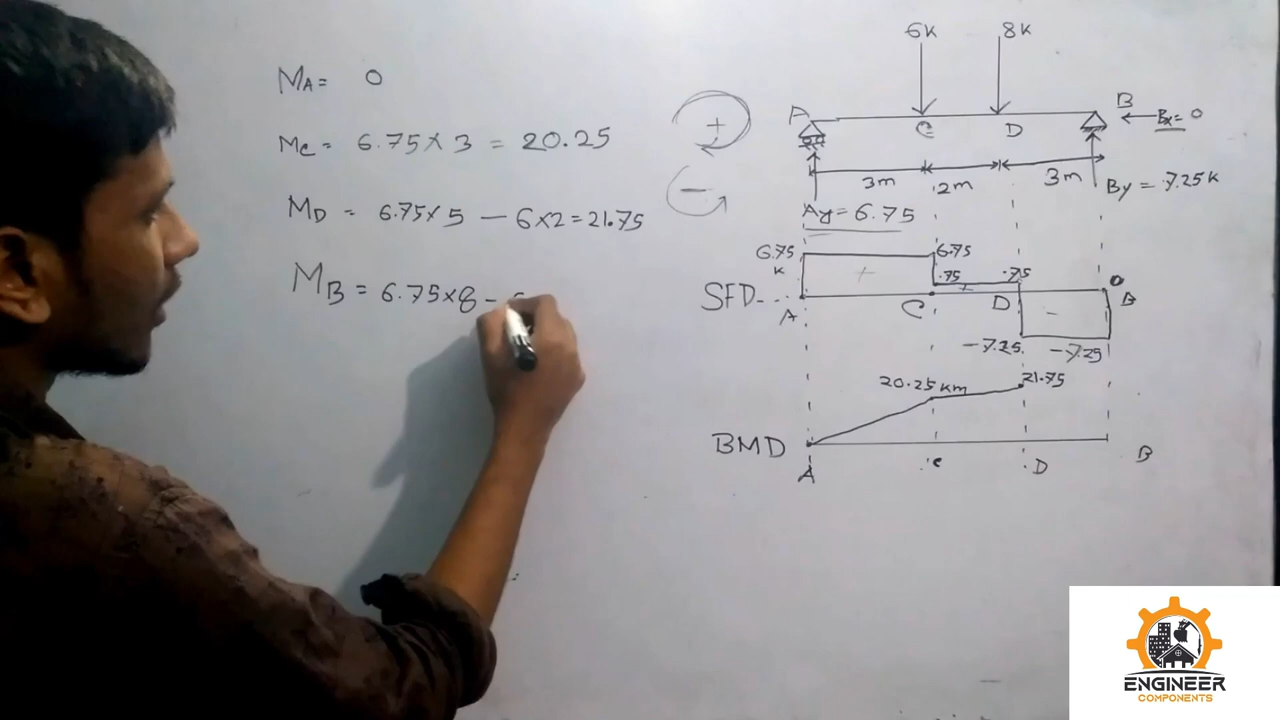 MA = 0
MC = 6.75 × 3 = 20.25
MD = 6.75×5 — 6×2 = 21.75
MB = 6.75×8 –
6K 8K
A C D B Bx = 0
3m 2m 3m By = 7.25K
Ay = 6.75
+
–
6.75 K 6.75
.75 .75
+ +
SFD A C D 0 B
–
–7.25 –7.25
20.25 km 21.75
BMD
A C D B
ENGINEER
COMPONENTS